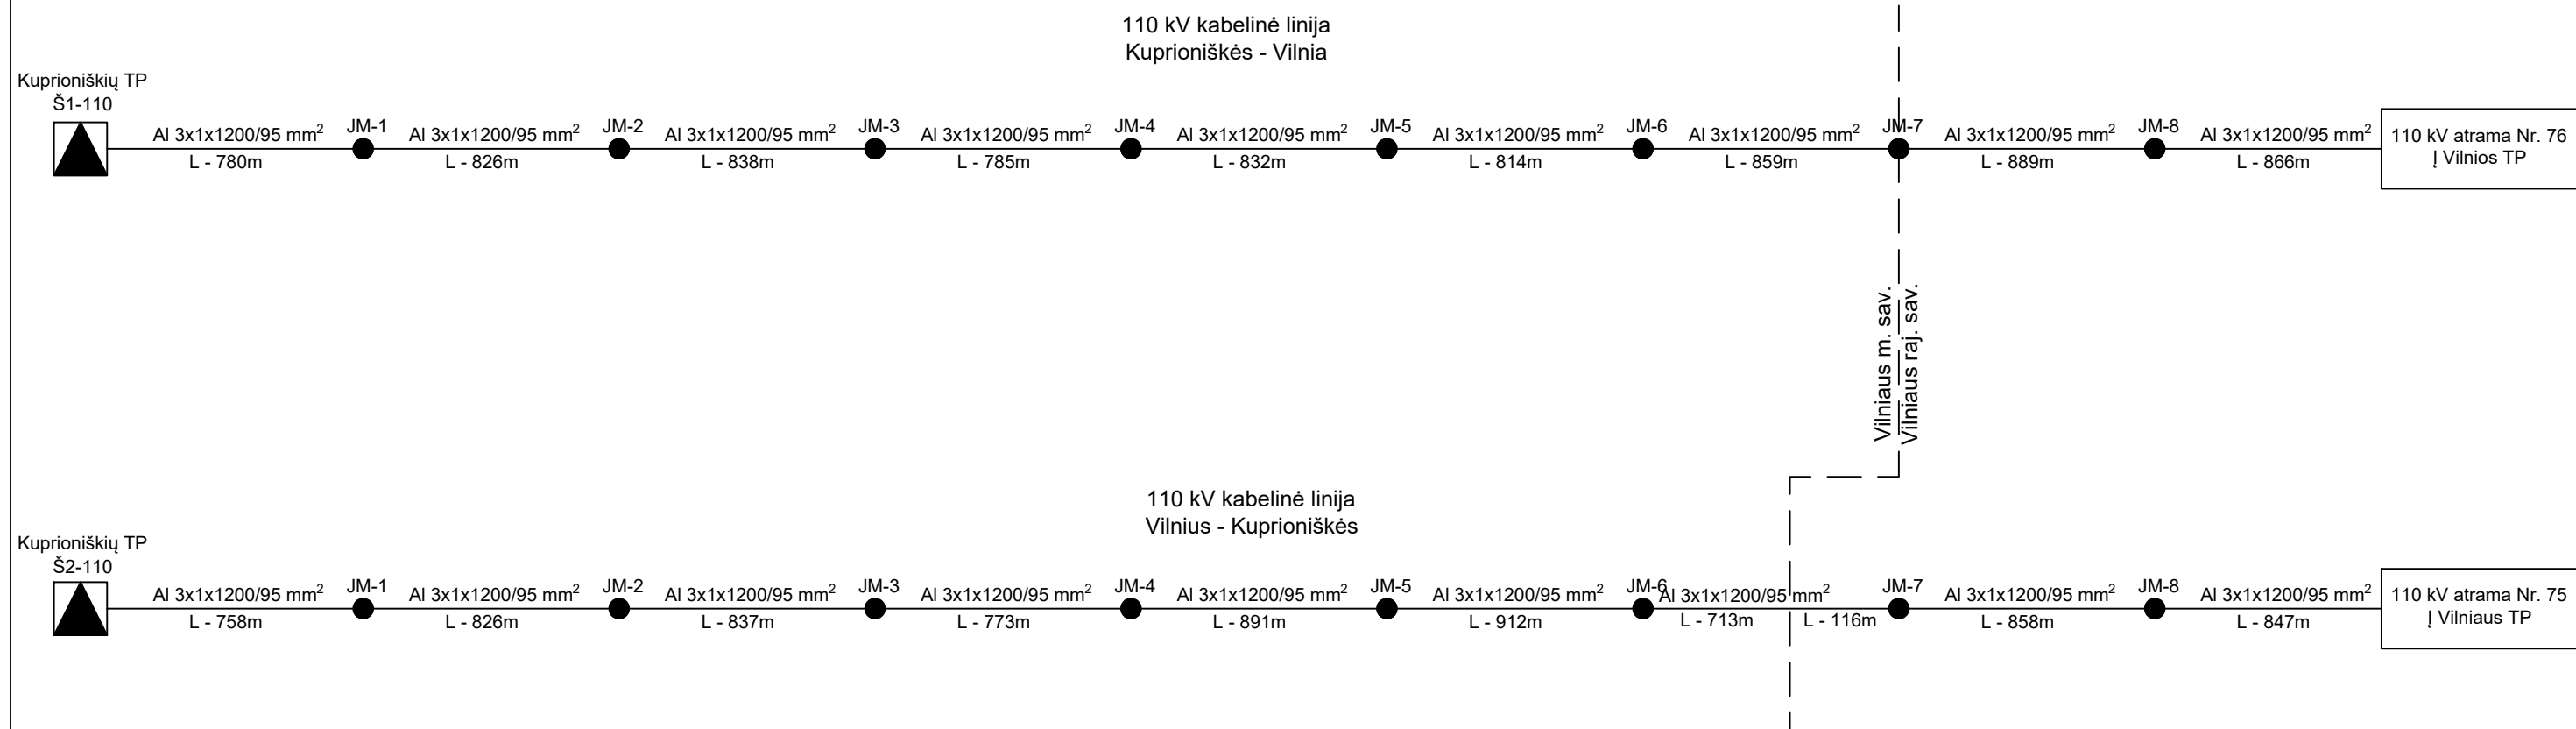 110 kV kabelinė linija
Kuprioniškės - Vilnia
Kuprioniškių TP
Š1-110
Al 3x1x1200/95 mm² JM-1 Al 3x1x1200/95 mm² JM-2 Al 3x1x1200/95 mm² JM-3 Al 3x1x1200/95 mm² JM-4 Al 3x1x1200/95 mm² JM-5 Al 3x1x1200/95 mm² JM-6 Al 3x1x1200/95 mm² JM-7 Al 3x1x1200/95 mm² JM-8 Al 3x1x1200/95 mm²
L - 780m L - 826m L - 838m L - 785m L - 832m L - 814m L - 859m L - 889m L - 866m
110 kV atrama Nr. 76
Į Vilnios TP
Vilniaus m. sav.
Vilniaus raj. sav.
110 kV kabelinė linija
Vilnius - Kuprioniškės
Kuprioniškių TP
Š2-110
Al 3x1x1200/95 mm² JM-1 Al 3x1x1200/95 mm² JM-2 Al 3x1x1200/95 mm² JM-3 Al 3x1x1200/95 mm² JM-4 Al 3x1x1200/95 mm² JM-5 Al 3x1x1200/95 mm² JM-6 Al 3x1x1200/95 mm² JM-7 Al 3x1x1200/95 mm² JM-8 Al 3x1x1200/95 mm²
L - 758m L - 826m L - 837m L - 773m L - 891m L - 912m L - 713m L - 116m L - 858m L - 847m
110 kV atrama Nr. 75
Į Vilniaus TP